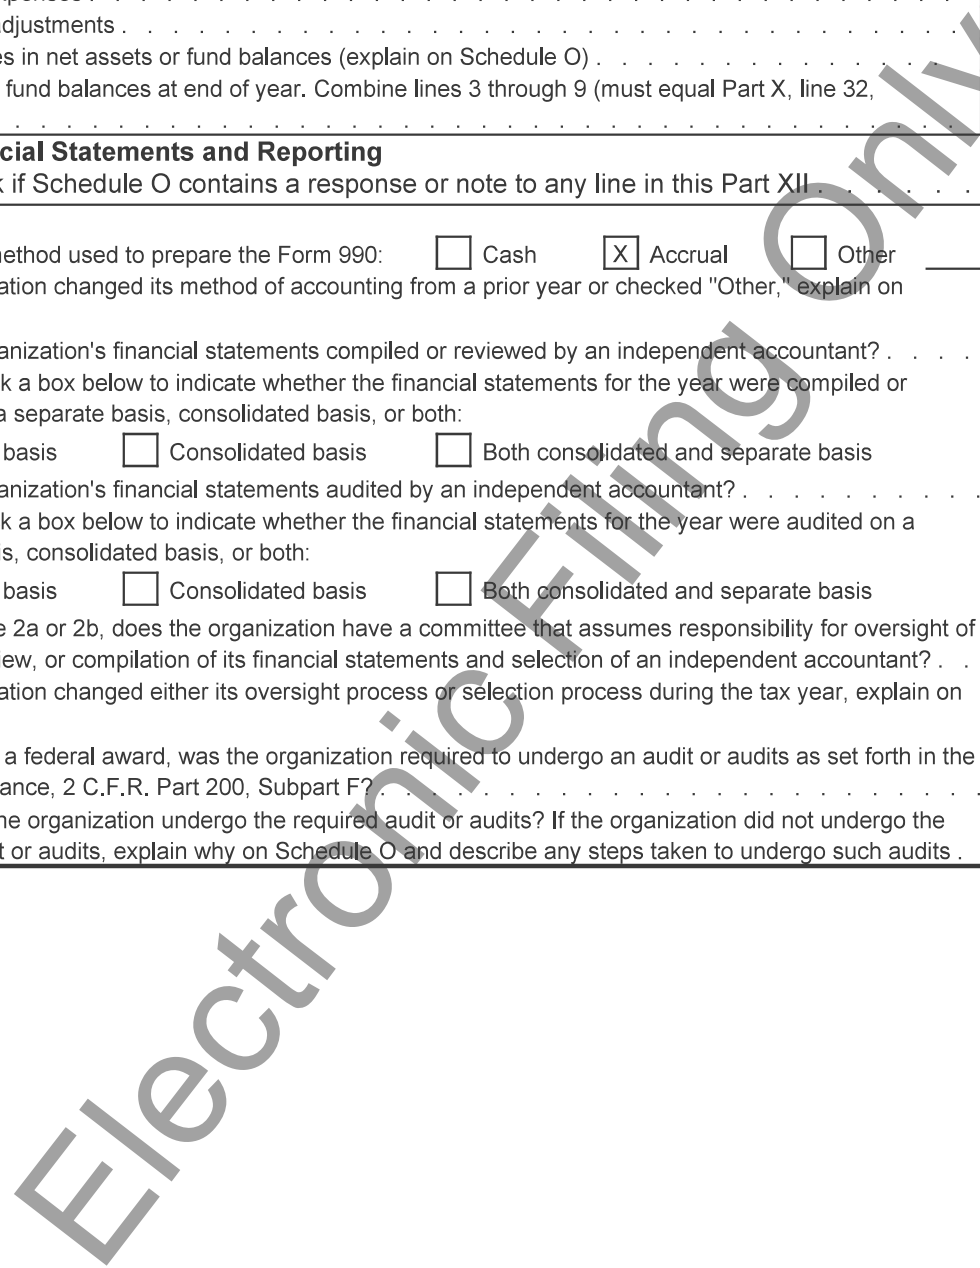 adjustments . . . . . . . . . . . . . . . . . . . . . . . . . . . .
es in net assets or fund balances (explain on Schedule O) . . . . . . . . . . . .
fund balances at end of year. Combine lines 3 through 9 (must equal Part X, line 32,
. . . . . . . . . . . . . . . . . . . . . . . . . . . . . . . .
cial Statements and Reporting
k if Schedule O contains a response or note to any line in this Part XII . . . . . .
method used to prepare the Form 990: Cash X Accrual Other
ation changed its method of accounting from a prior year or checked "Other," explain on
anization's financial statements compiled or reviewed by an independent accountant? . . . .
k a box below to indicate whether the financial statements for the year were compiled or
a separate basis, consolidated basis, or both:
basis Consolidated basis Both consolidated and separate basis
anization's financial statements audited by an independent accountant? . . . . . . . . .
k a box below to indicate whether the financial statements for the year were audited on a
is, consolidated basis, or both:
basis Consolidated basis Both consolidated and separate basis
e 2a or 2b, does the organization have a committee that assumes responsibility for oversight of
iew, or compilation of its financial statements and selection of an independent accountant? . .
ation changed either its oversight process or selection process during the tax year, explain on
a federal award, was the organization required to undergo an audit or audits as set forth in the
ance, 2 C.F.R. Part 200, Subpart F? . . . . . . . . . . . . . . . . . . . . .
he organization undergo the required audit or audits? If the organization did not undergo the
t or audits, explain why on Schedule O and describe any steps taken to undergo such audits .
Electronic Filing Only